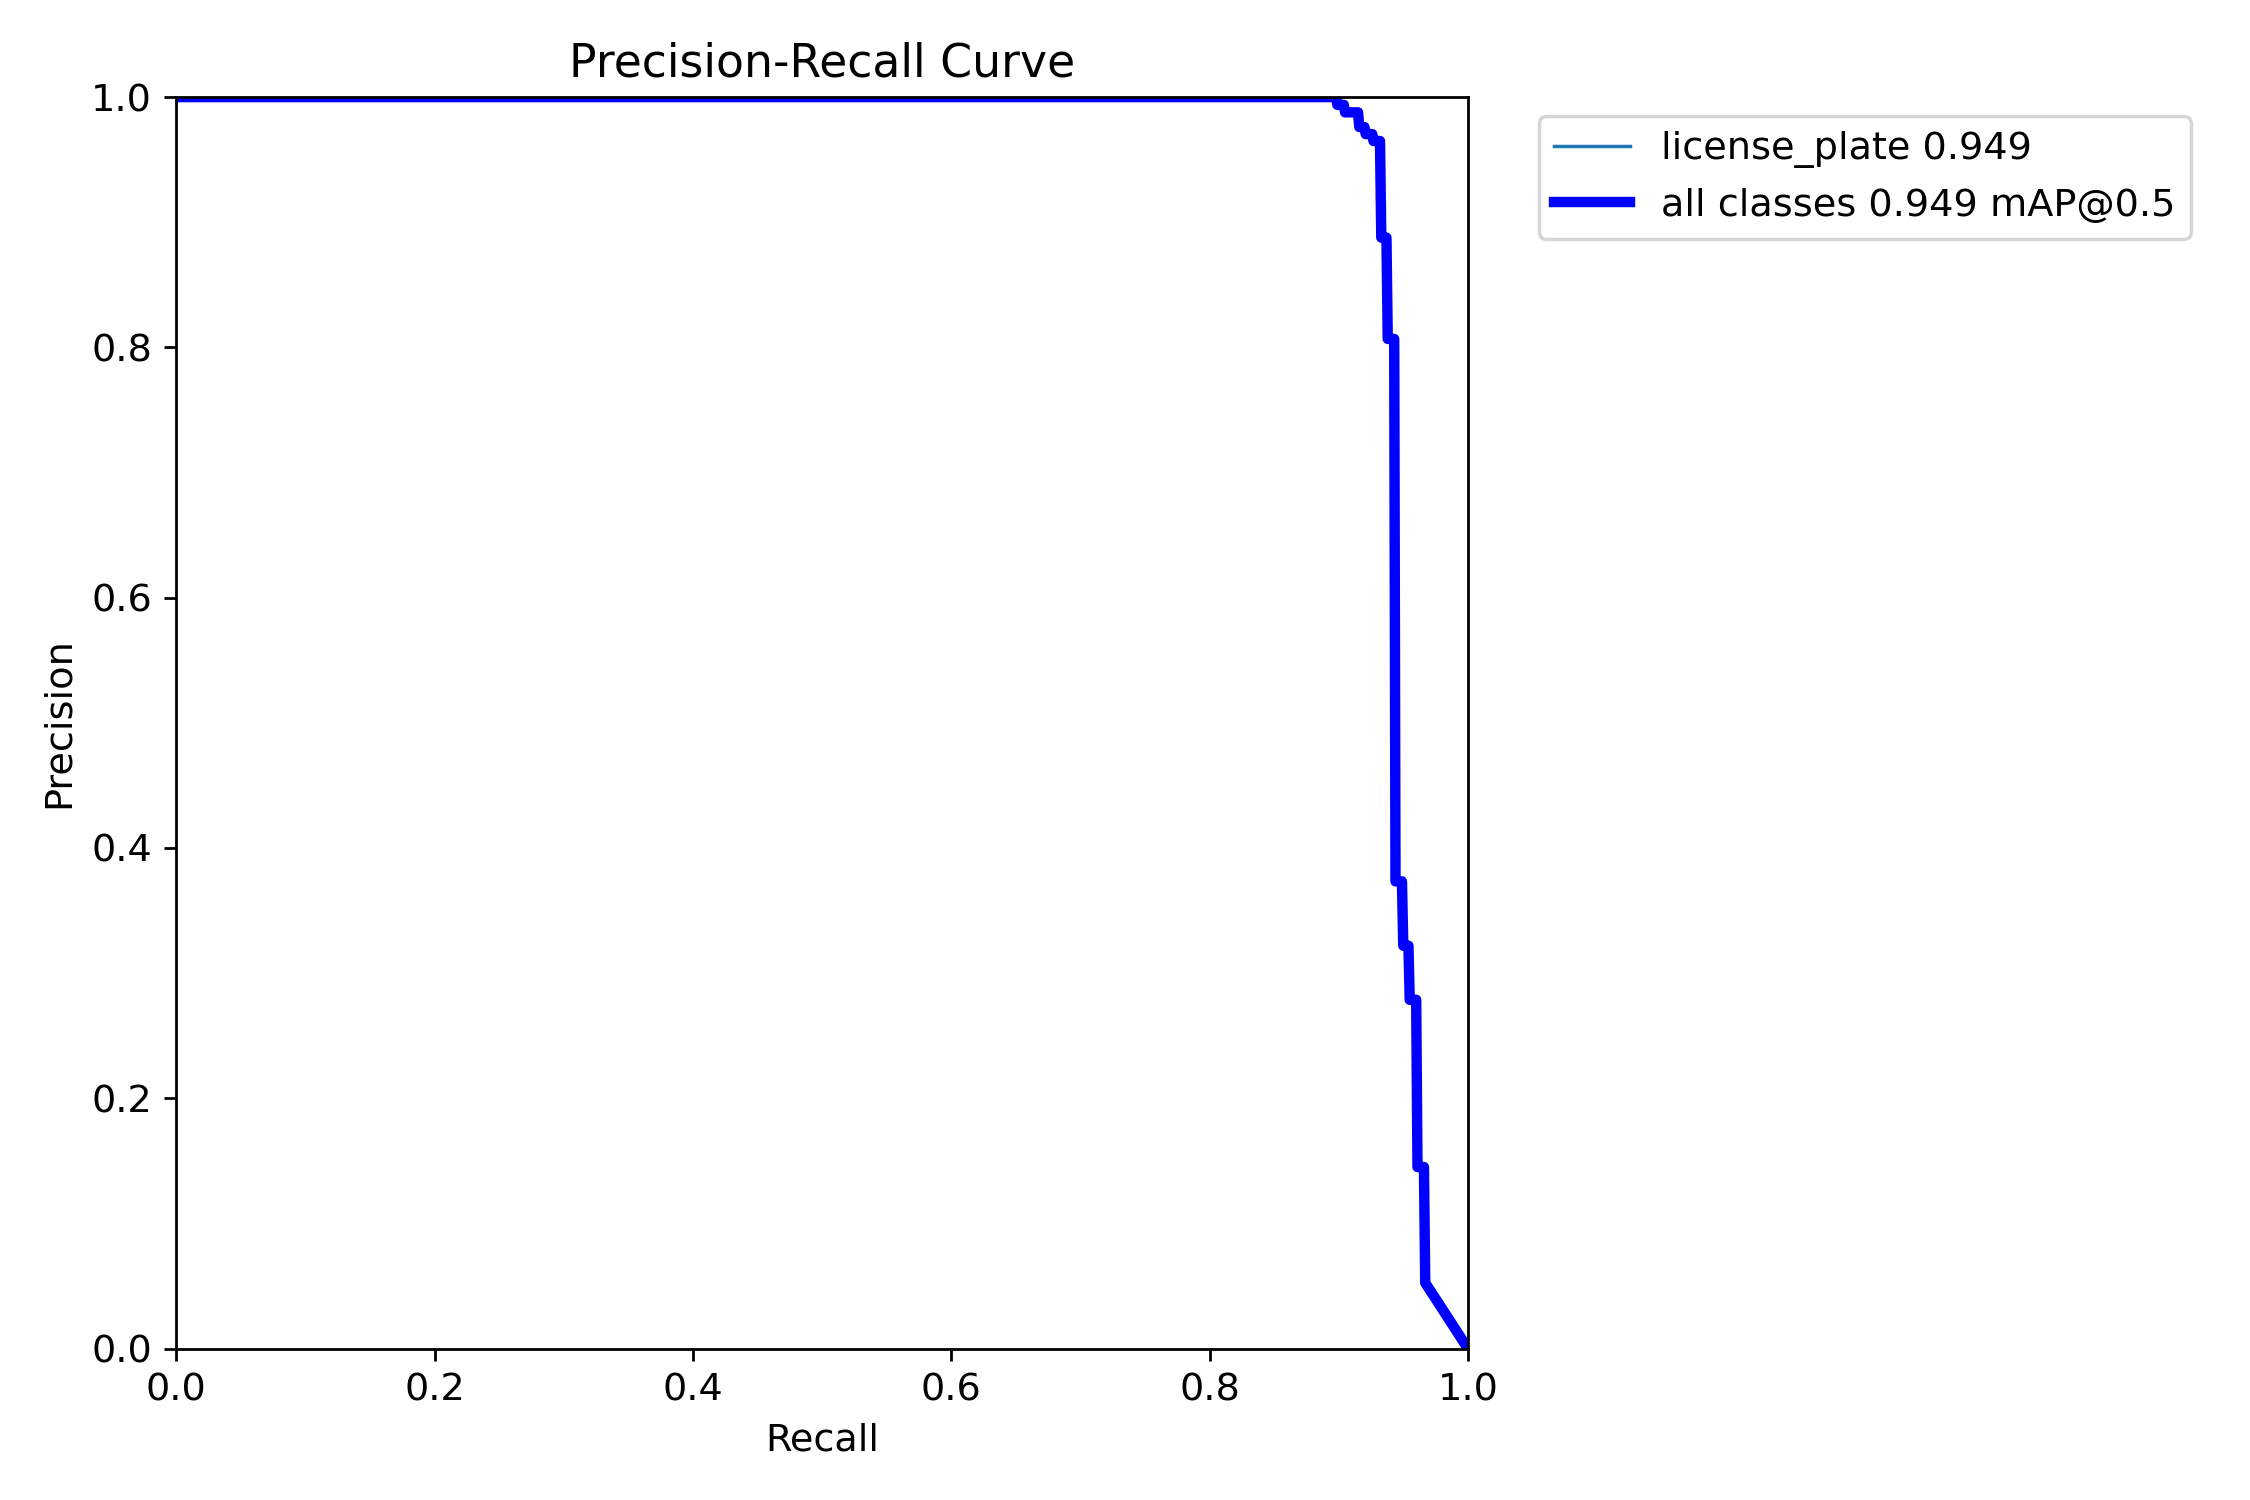 Precision-Recall Curve
1.0
0.8
0.6
0.4
0.2
0.0
Precision
0.0 0.2 0.4 0.6 0.8 1.0
Recall
license_plate 0.949
all classes 0.949 mAP@0.5